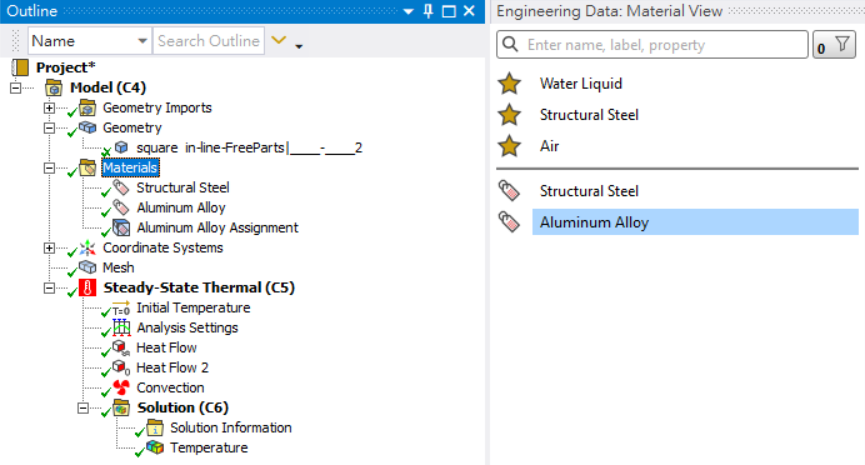 Outline
Name
Search Outline
Project*
Model (C4)
Geometry Imports
Geometry
square in-line-FreeParts|____-____2
Materials
Structural Steel
Aluminum Alloy
Aluminum Alloy Assignment
Coordinate Systems
Mesh
Steady-State Thermal (C5)
T=0
Initial Temperature
Analysis Settings
Heat Flow
Heat Flow 2
Convection
Solution (C6)
Solution Information
Temperature
Engineering Data: Material View
Enter name, label, property
0
Water Liquid
Structural Steel
Air
Structural Steel
Aluminum Alloy